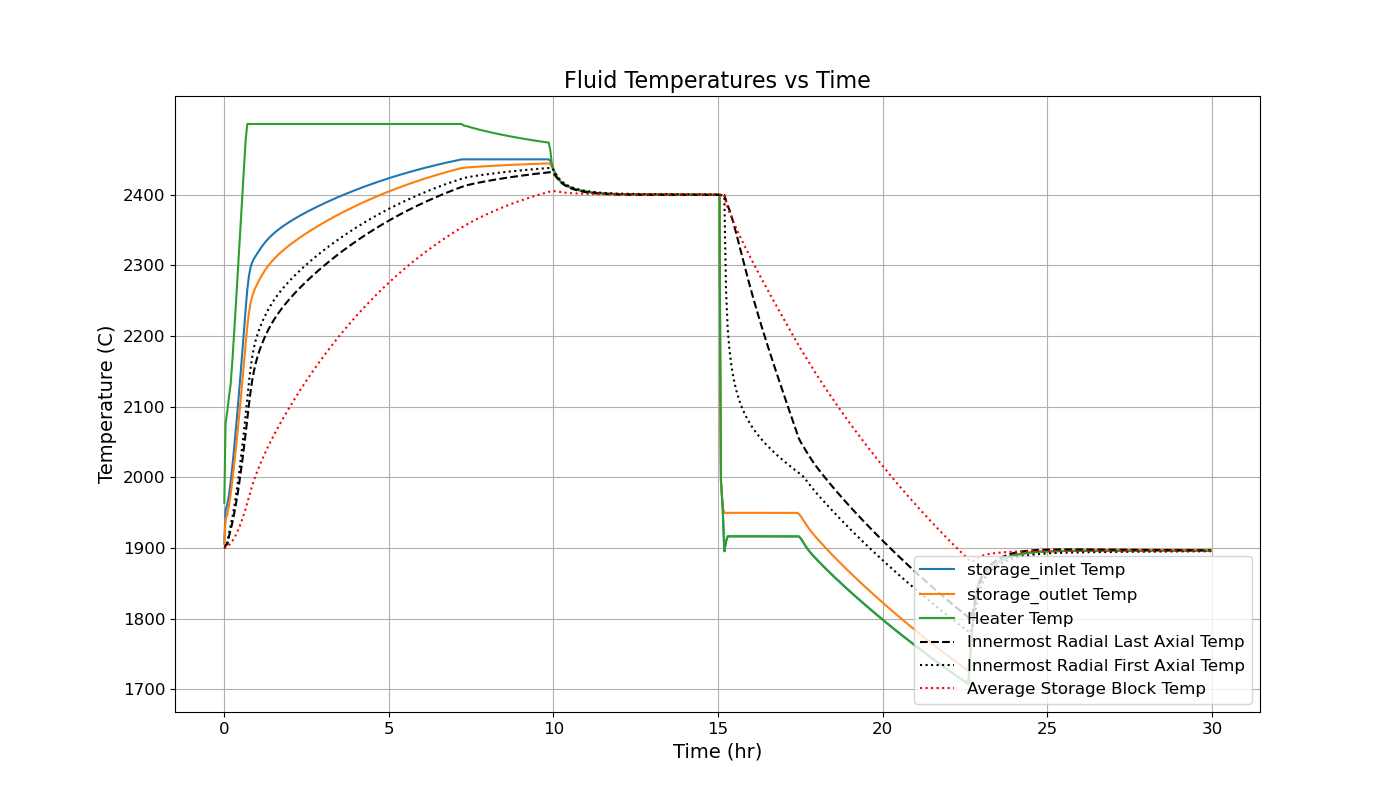 Fluid Temperatures vs Time
Temperature (C)
2400
2300
2200
2100
2000
1900
1800
1700
storage_inlet Temp
storage_outlet Temp
Heater Temp
Innermost Radial Last Axial Temp
Innermost Radial First Axial Temp
Average Storage Block Temp
0 5 10 15 20 25 30
Time (hr)